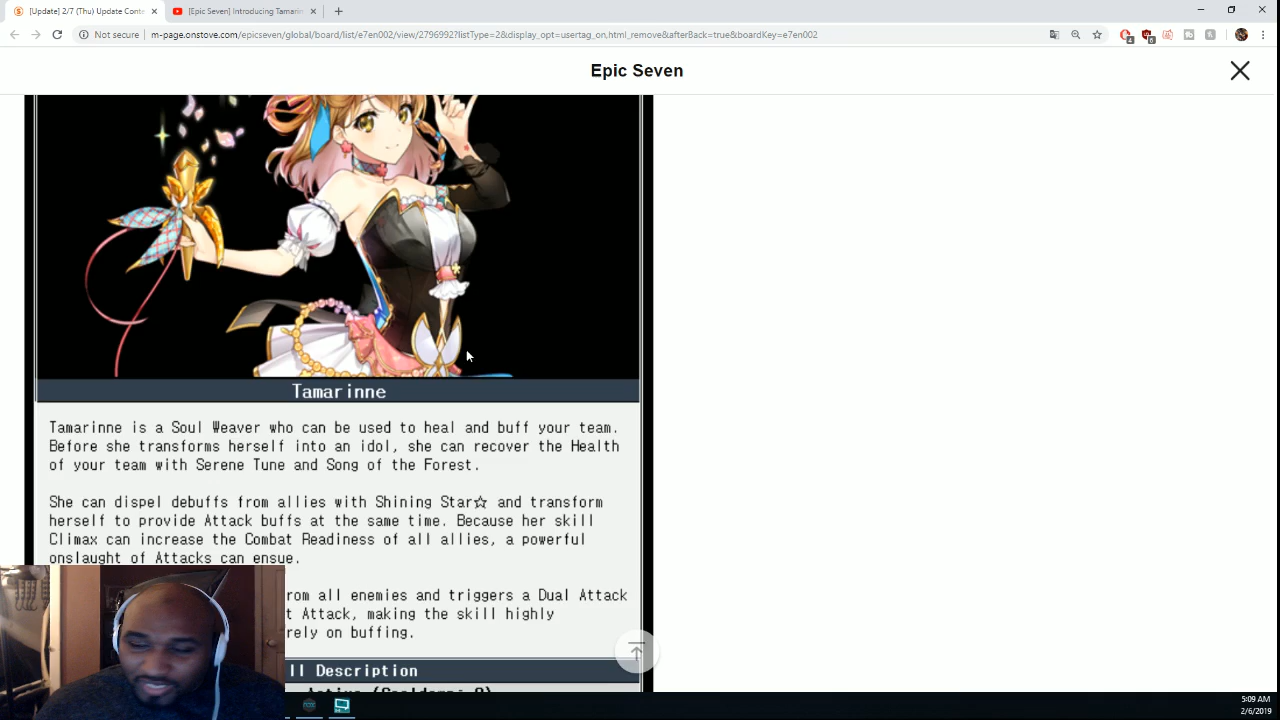 [Update] 2/7 (Thu) Update Conte
[Epic Seven] Introducing Tamarin
Not secure | m-page.onstove.com/epicseven/global/board/list/e7en002/view/2796992?listType=2&display_opt=usertag_on,html_remove&afterBack=true&boardKey=e7en002
Epic Seven
Tamarinne
Tamarinne is a Soul Weaver who can be used to heal and buff your team.
Before she transforms herself into an idol, she can recover the Health
of your team with Serene Tune and Song of the Forest.
She can dispel debuffs from allies with Shining Star☆ and transform
herself to provide Attack buffs at the same time. Because her skill
Climax can increase the Combat Readiness of all allies, a powerful
onslaught of Attacks can ensue.
rom all enemies and triggers a Dual Attack
t Attack, making the skill highly
rely on buffing.
ll Description
5:09 AM
2/6/2019